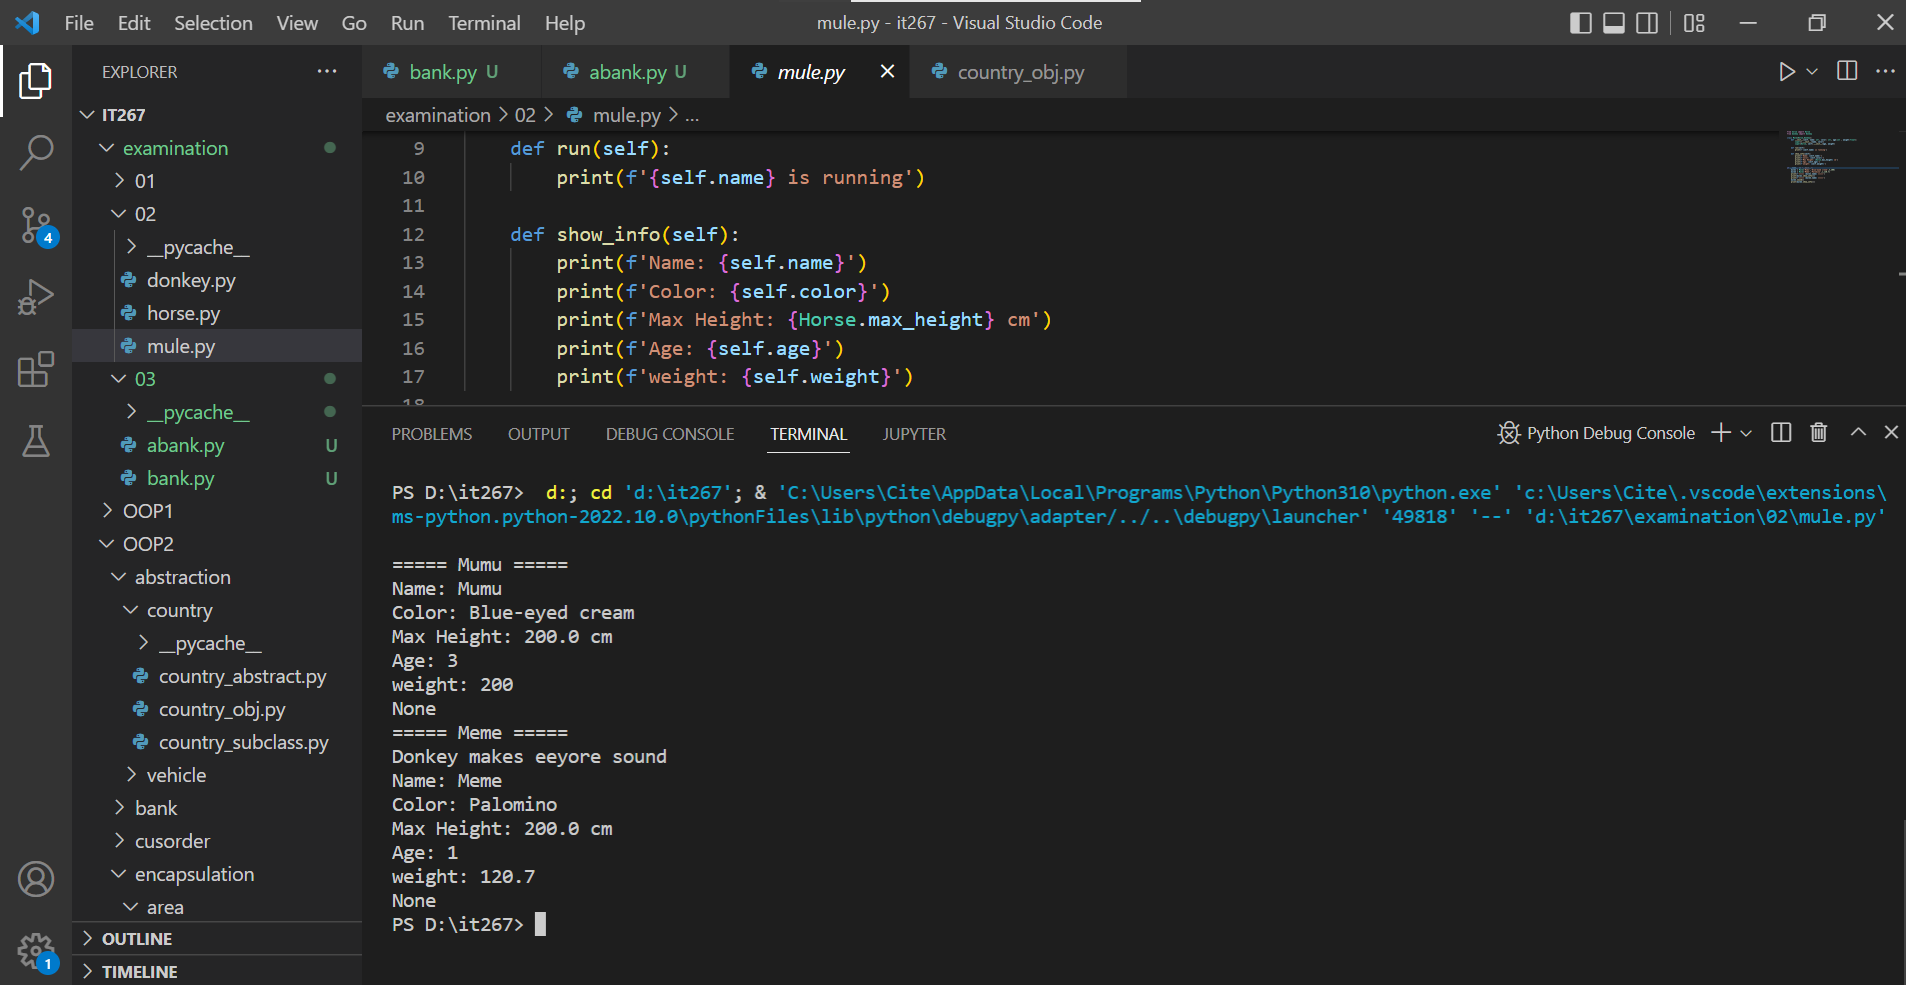 File Edit Selection View Go Run Terminal Help
mule.py - it267 - Visual Studio Code
EXPLORER
IT267
examination
01
02
__pycache__
donkey.py
horse.py
mule.py
03
__pycache__
abank.py U
bank.py U
OOP1
OOP2
abstraction
country
__pycache__
country_abstract.py
country_obj.py
country_subclass.py
vehicle
bank
cusorder
encapsulation
area
OUTLINE
TIMELINE
4
1
bank.py U abank.py U mule.py country_obj.py
examination > 02 > mule.py > ...
9 def run(self):
10 print(f'{self.name} is running')
11
12 def show_info(self):
13 print(f'Name: {self.name}')
14 print(f'Color: {self.color}')
15 print(f'Max Height: {Horse.max_height} cm')
16 print(f'Age: {self.age}')
17 print(f'weight: {self.weight}')
18
PROBLEMS OUTPUT DEBUG CONSOLE TERMINAL JUPYTER
Python Debug Console
PS D:\it267> d:; cd 'd:\it267'; & 'C:\Users\Cite\AppData\Local\Programs\Python\Python310\python.exe' 'c:\Users\Cite\.vscode\extensions\
ms-python.python-2022.10.0\pythonFiles\lib\python\debugpy\adapter/../..\debugpy\launcher' '49818' '--' 'd:\it267\examination\02\mule.py'
===== Mumu =====
Name: Mumu
Color: Blue-eyed cream
Max Height: 200.0 cm
Age: 3
weight: 200
None
===== Meme =====
Donkey makes eeyore sound
Name: Meme
Color: Palomino
Max Height: 200.0 cm
Age: 1
weight: 120.7
None
PS D:\it267>